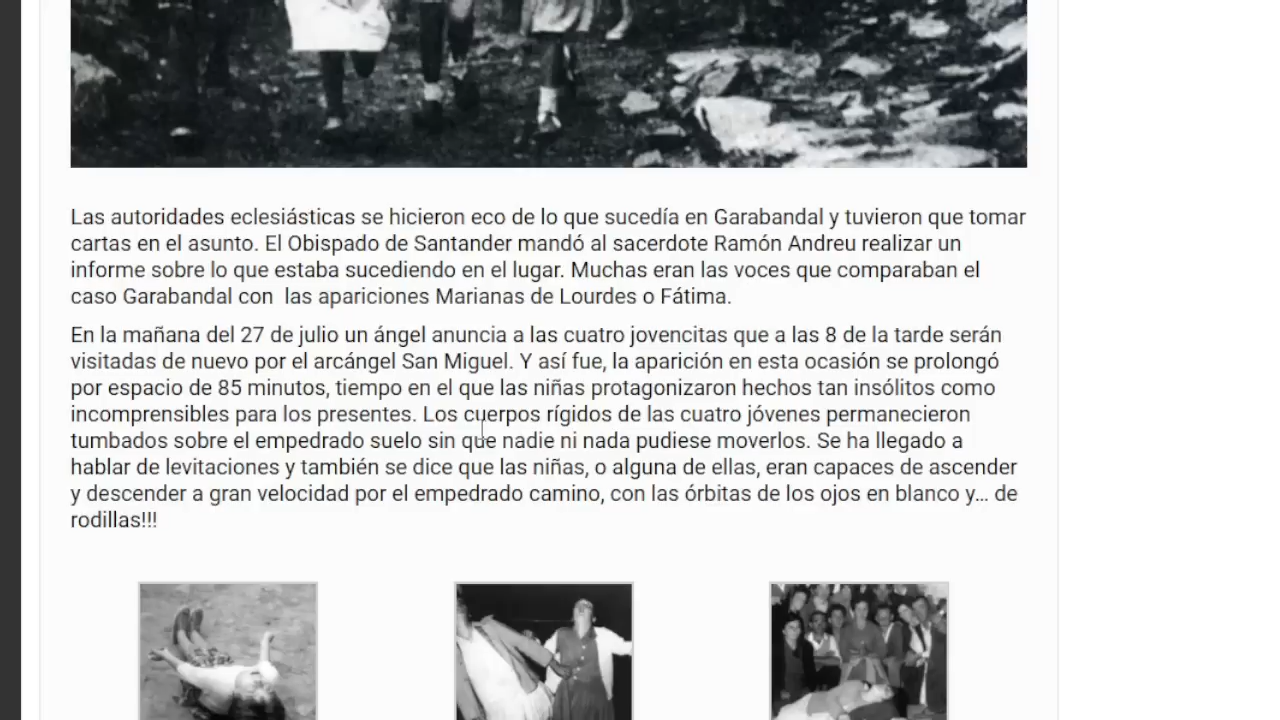 Las autoridades eclesiásticas se hicieron eco de lo que sucedía en Garabandal y tuvieron que tomar
cartas en el asunto. El Obispado de Santander mandó al sacerdote Ramón Andreu realizar un
informe sobre lo que estaba sucediendo en el lugar. Muchas eran las voces que comparaban el
caso Garabandal con  las apariciones Marianas de Lourdes o Fátima.
En la mañana del 27 de julio un ángel anuncia a las cuatro jovencitas que a las 8 de la tarde serán
visitadas de nuevo por el arcángel San Miguel. Y así fue, la aparición en esta ocasión se prolongó
por espacio de 85 minutos, tiempo en el que las niñas protagonizaron hechos tan insólitos como
incomprensibles para los presentes. Los cuerpos rígidos de las cuatro jóvenes permanecieron
tumbados sobre el empedrado suelo sin que nadie ni nada pudiese moverlos. Se ha llegado a
hablar de levitaciones y también se dice que las niñas, o alguna de ellas, eran capaces de ascender
y descender a gran velocidad por el empedrado camino, con las órbitas de los ojos en blanco y… de
rodillas!!!